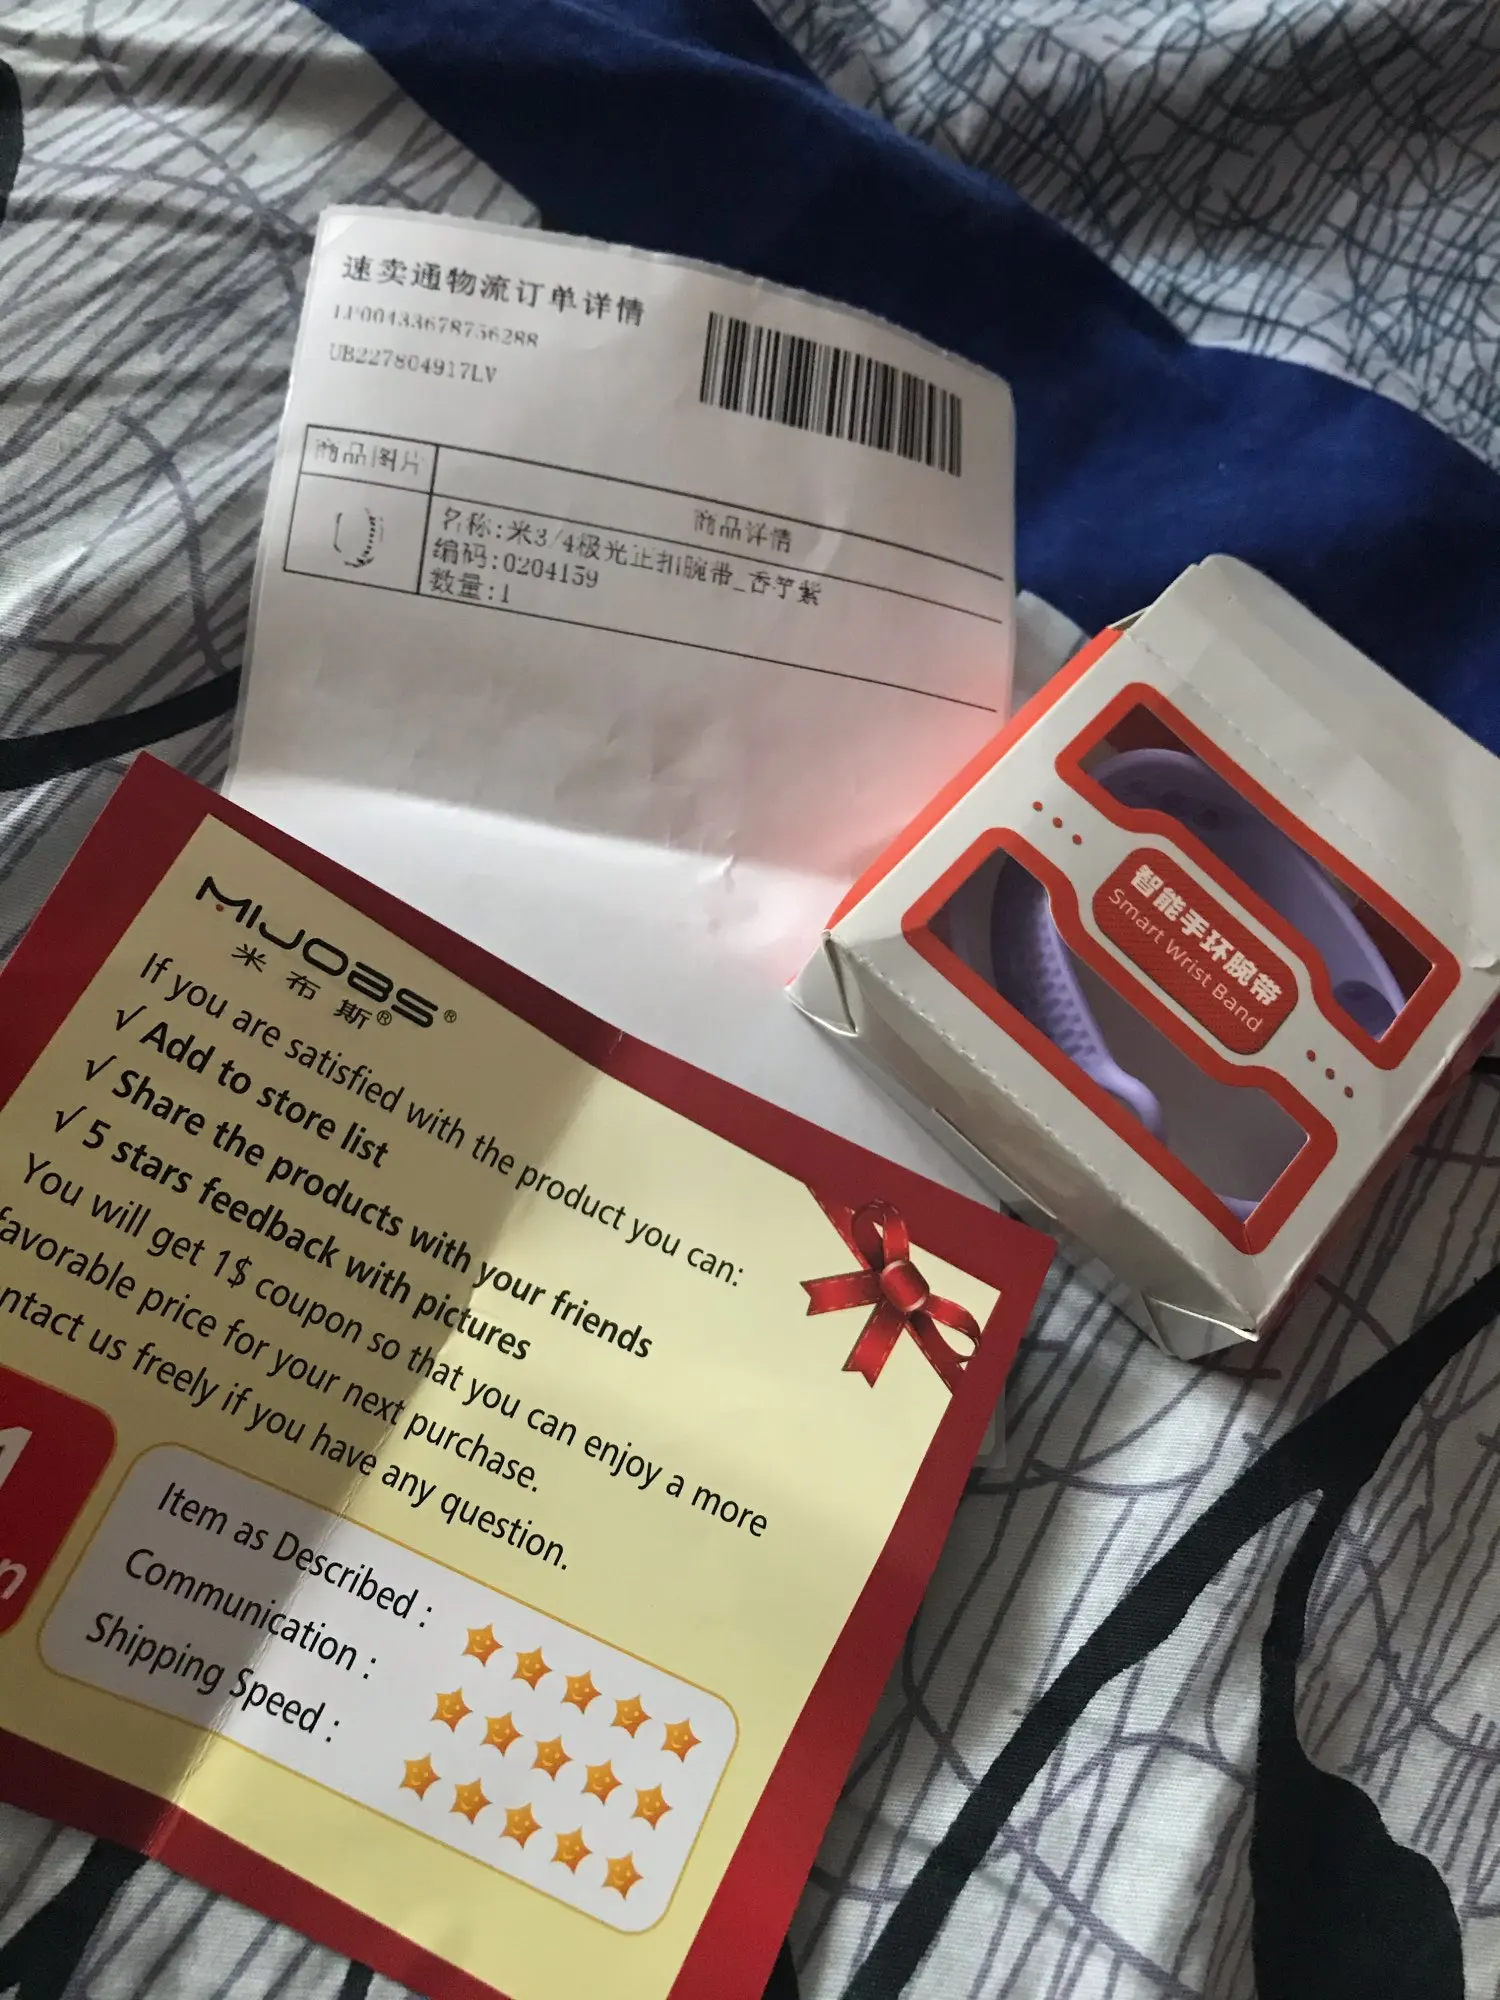 速卖通物流订单详情
LP00433678756288
UB227804917LV
商品图片
商品详情
名称:米3/4极光正扣腕带_香芋紫
编码:0204159
数量:1
智能手环腕带
Smart Wrist Band
MIJOBS®
米布斯®
If you are satisfied with the product you can:
√ Add to store list
√ Share the products with your friends
√ 5 stars feedback with pictures
You will get 1$ coupon so that you can enjoy a more
favorable price for your next purchase.
ntact us freely if you have any question.
1
n
Item as Described :
Communication :
Shipping Speed :